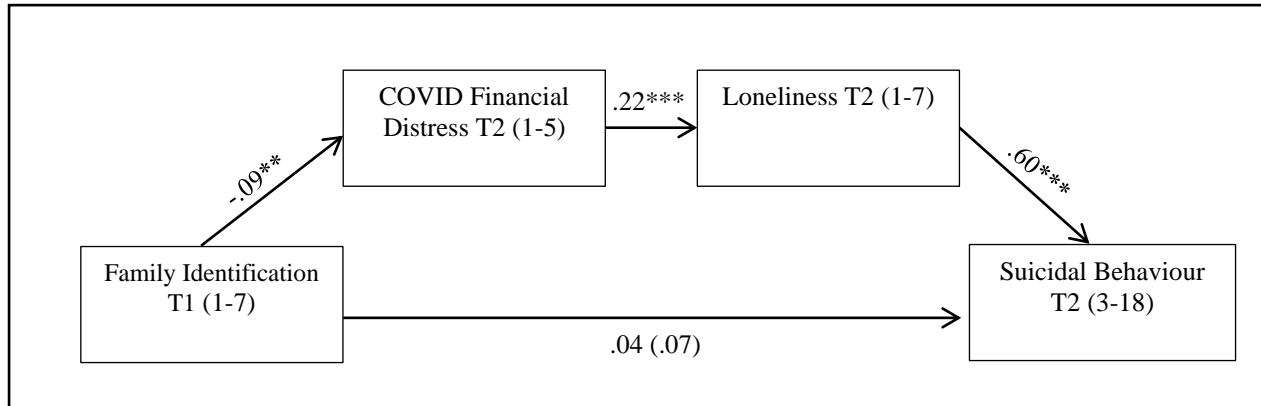 COVID Financial
Distress T2 (1-5)
.22***
Loneliness T2 (1-7)
-.09**
.60***
Family Identification
T1 (1-7)
Suicidal Behaviour
T2 (3-18)
.04 (.07)